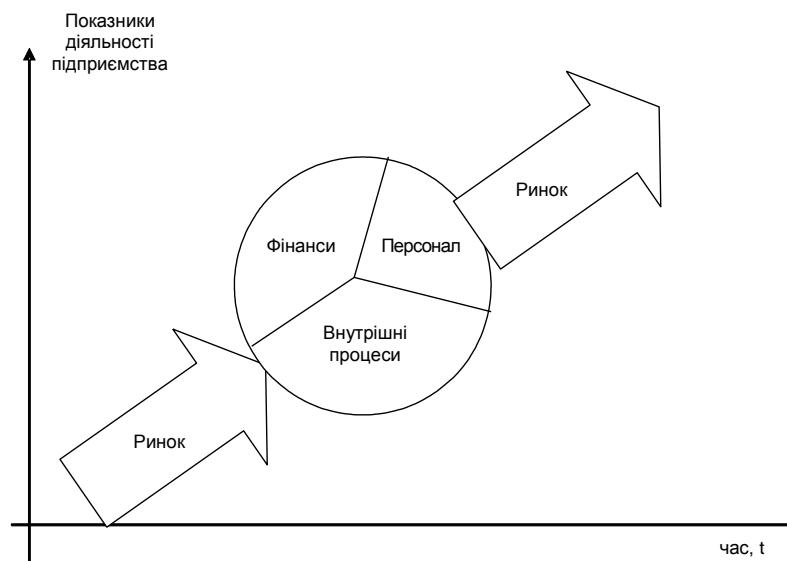 Показники
діяльності
підприємства
Ринок
Фінанси
Персонал
Внутрішні
процеси
Ринок
час, t